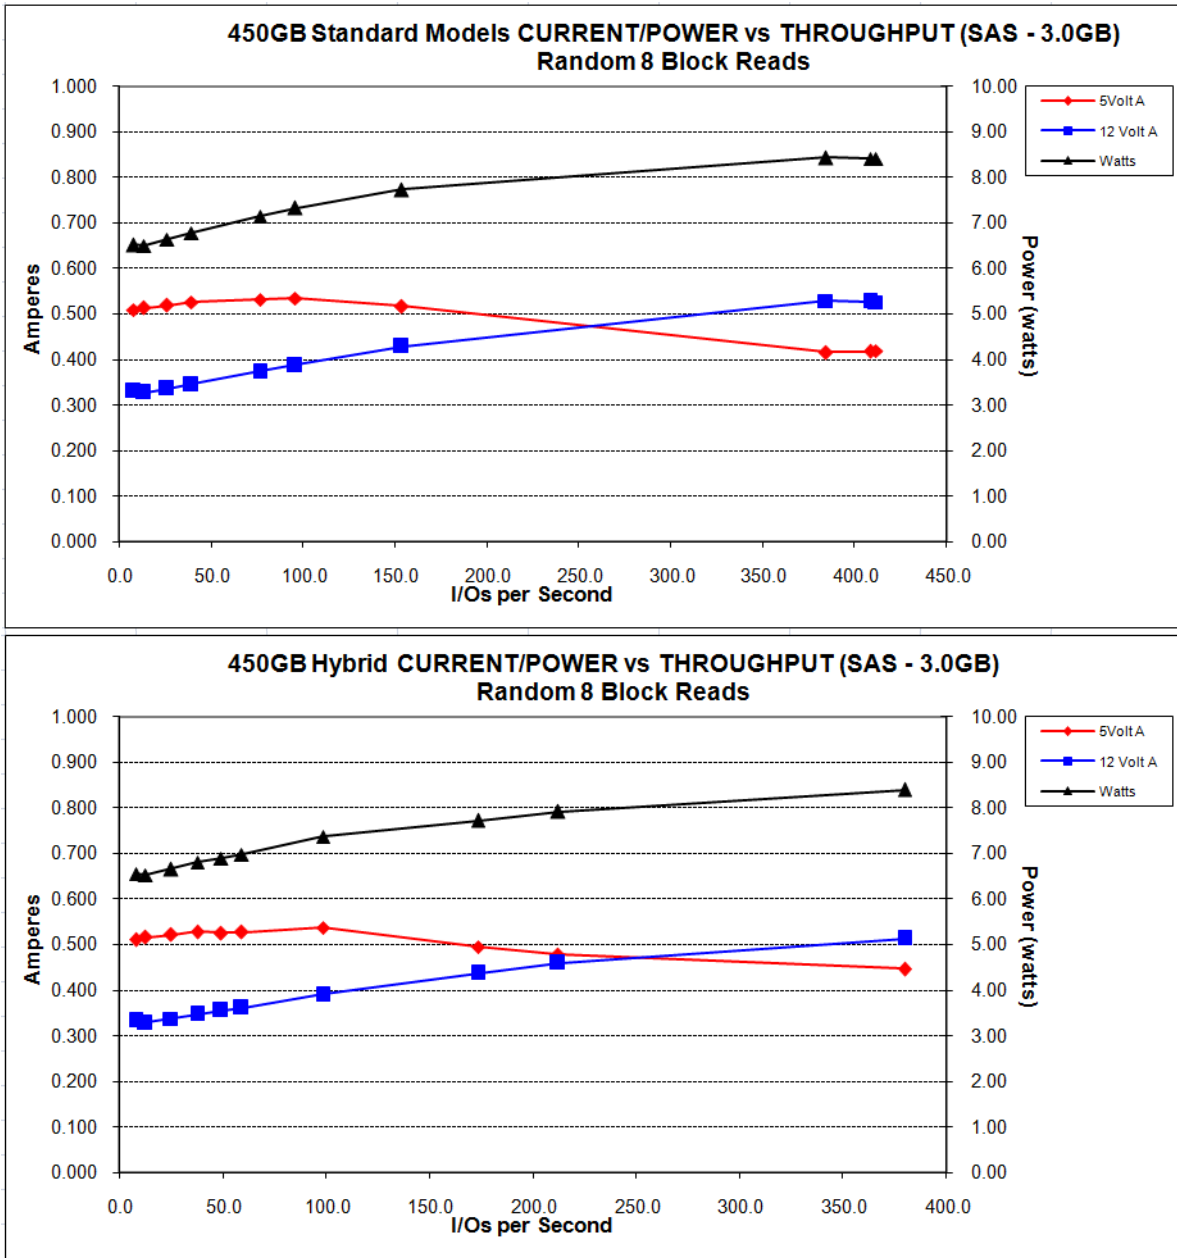 450GB Standard Models CURRENT/POWER vs THROUGHPUT (SAS - 3.0GB)
Random 8 Block Reads
1.000
0.900
0.800
0.700
0.600
0.500
0.400
0.300
0.200
0.100
0.000
Amperes
10.00
9.00
8.00
7.00
6.00
5.00
4.00
3.00
2.00
1.00
0.00
Power (watts)
5Volt A
12 Volt A
Watts
0.0 50.0 100.0 150.0 200.0 250.0 300.0 350.0 400.0 450.0
I/Os per Second
450GB Hybrid CURRENT/POWER vs THROUGHPUT (SAS - 3.0GB)
Random 8 Block Reads
1.000
0.900
0.800
0.700
0.600
0.500
0.400
0.300
0.200
0.100
0.000
Amperes
10.00
9.00
8.00
7.00
6.00
5.00
4.00
3.00
2.00
1.00
0.00
Power (watts)
5Volt A
12 Volt A
Watts
0.0 50.0 100.0 150.0 200.0 250.0 300.0 350.0 400.0
I/Os per Second